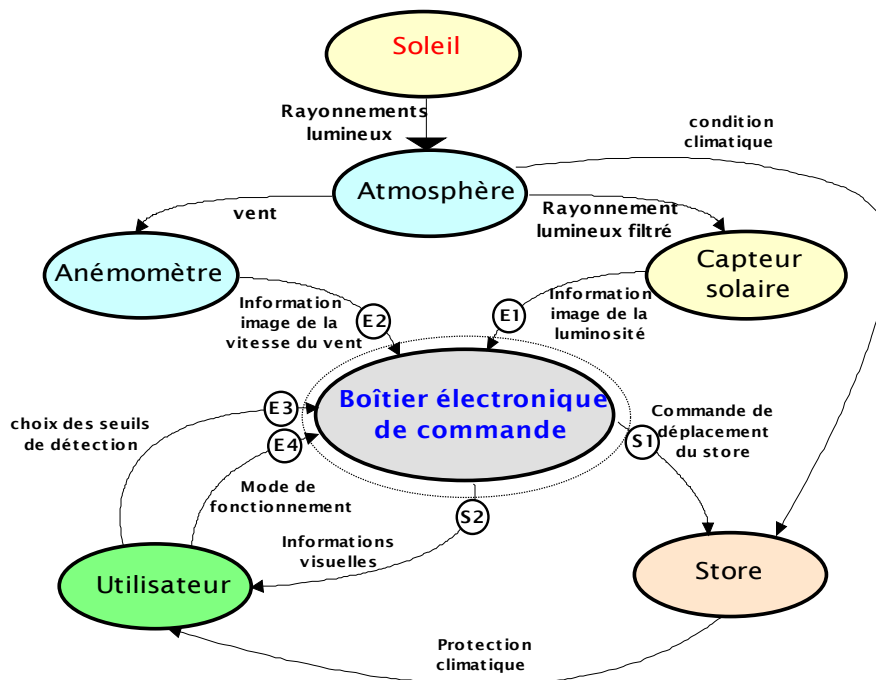 Soleil
Rayonnements
lumineux
condition
climatique
Atmosphère
vent
Rayonnement
lumineux filtré
Anémomètre
Capteur
solaire
Information
image de la
vitesse du vent
E2
E1
Information
image de la
luminosité
Boîtier électronique
de commande
choix des seuils
de détection
E3
E4
Commande de
déplacement
du store
S1
Mode de
fonctionnement
S2
Informations
visuelles
Utilisateur
Store
Protection
climatique